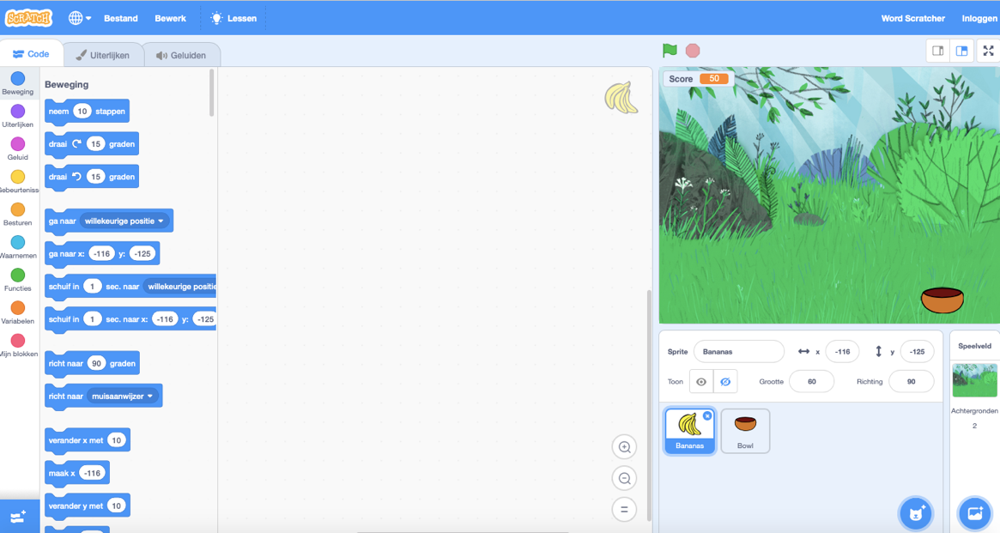 SCRATCH Bestand Bewerk Lessen Word Scratcher Inloggen
Code Uiterlijken Geluiden
Beweging
Uiterlijken
Geluid
Gebeurtenis
Besturen
Waarnemen
Functies
Variabelen
Mijn blokken
Beweging
neem 10 stappen
draai 15 graden
draai 15 graden
ga naar willekeurige positie
ga naar x: -116 y: -125
schuif in 1 sec. naar willekeurige positie
schuif in 1 sec. naar x: -116 y: -125
richt naar 90 graden
richt naar muisaanwijzer
verander x met 10
maak x -116
verander y met 10
Score 50
Sprite Bananas x -116 y -125
Toon Grootte 60 Richting 90
Bananas Bowl
Speelveld
Achtergronden
2